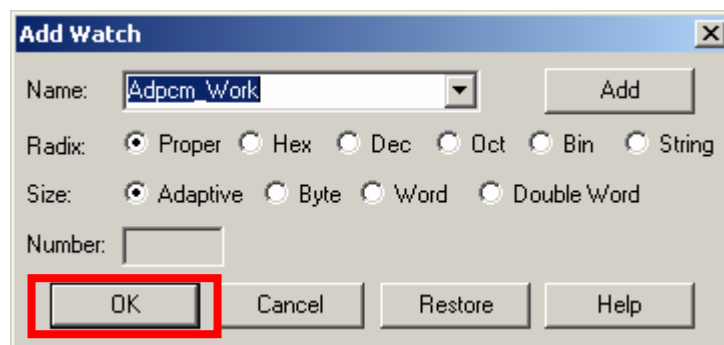 Add Watch
Name: Adpcm_Work Add
Radix: Proper Hex Dec Oct Bin String
Size: Adaptive Byte Word Double Word
Number:
OK Cancel Restore Help